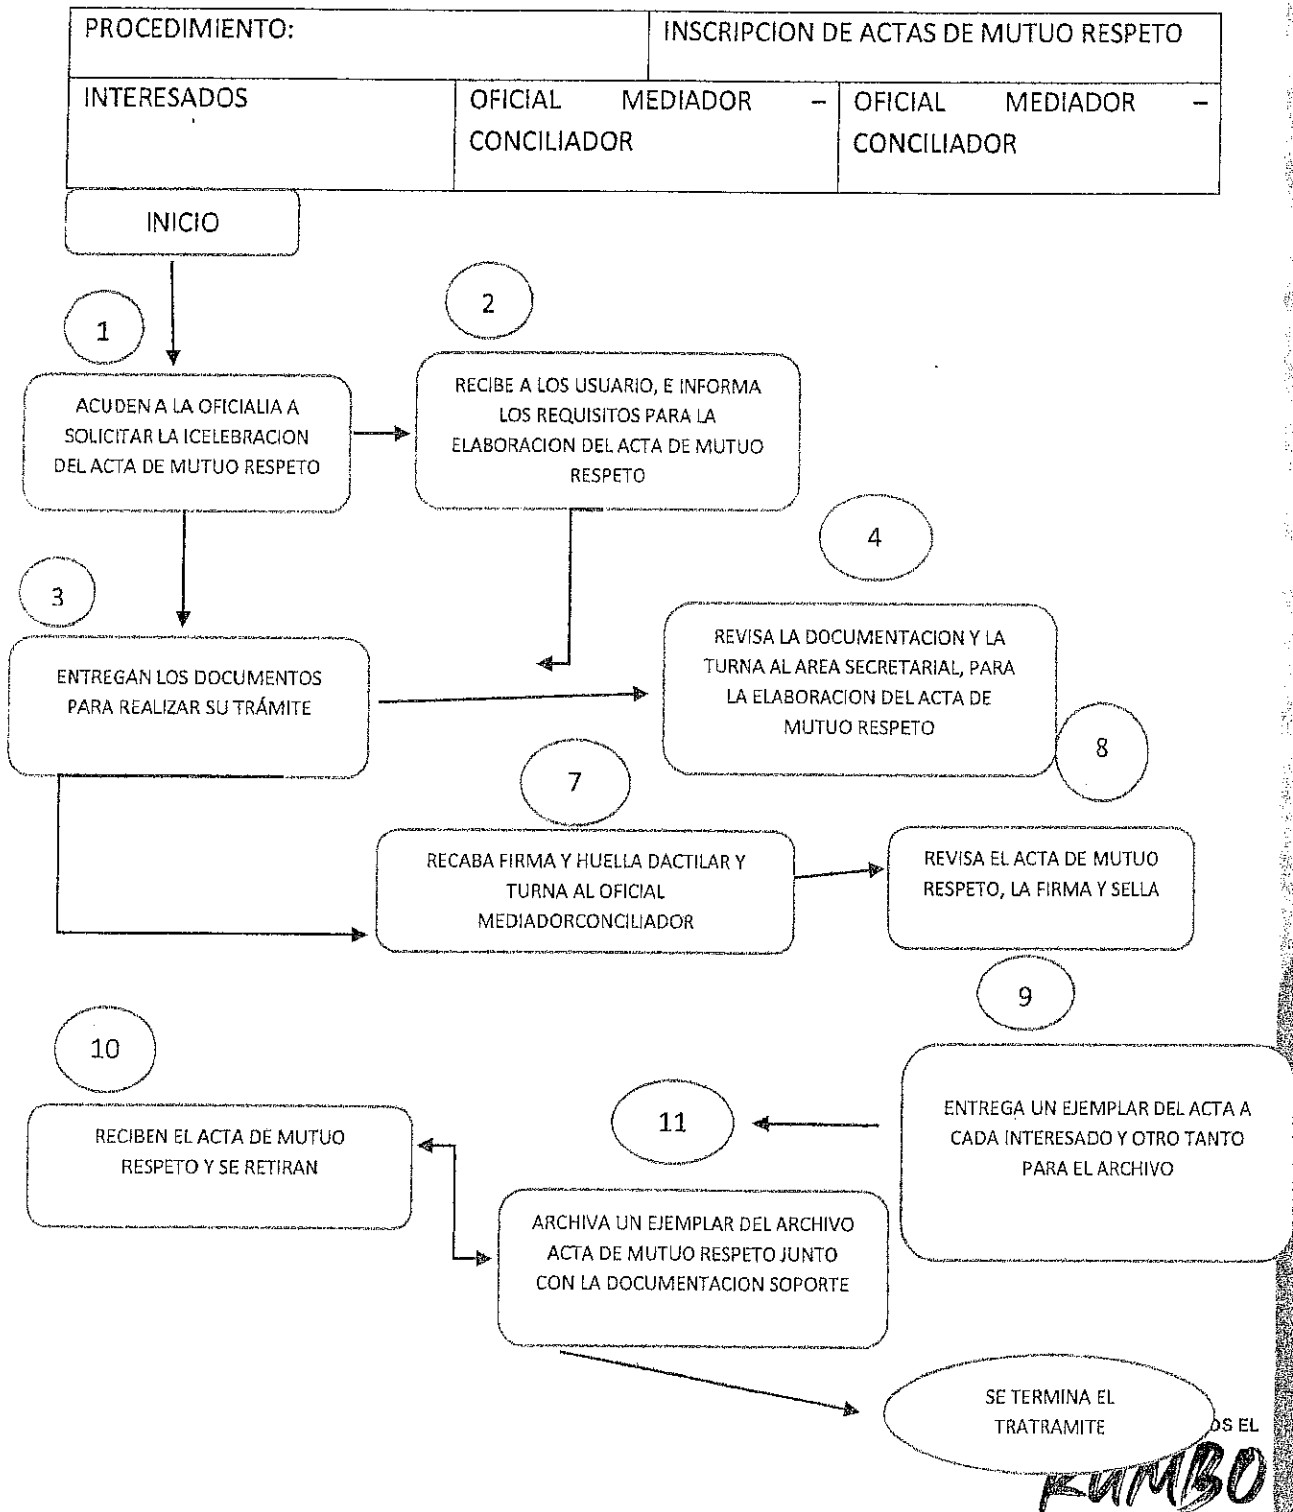 PROCEDIMIENTO:
INSCRIPCION DE ACTAS DE MUTUO RESPETO
INTERESADOS
OFICIAL MEDIADOR –
CONCILIADOR
OFICIAL MEDIADOR –
CONCILIADOR
INICIO
1
2
ACUDEN A LA OFICIALIA A
SOLICITAR LA ICELEBRACION
DEL ACTA DE MUTUO RESPETO
RECIBE A LOS USUARIO, E INFORMA
LOS REQUISITOS PARA LA
ELABORACION DEL ACTA DE MUTUO
RESPETO
3
4
ENTREGAN LOS DOCUMENTOS
PARA REALIZAR SU TRÁMITE
REVISA LA DOCUMENTACION Y LA
TURNA AL AREA SECRETARIAL, PARA
LA ELABORACION DEL ACTA DE
MUTUO RESPETO
7
8
RECABA FIRMA Y HUELLA DACTILAR Y
TURNA AL OFICIAL
MEDIADORCONCILIADOR
REVISA EL ACTA DE MUTUO
RESPETO, LA FIRMA Y SELLA
9
10
11
RECIBEN EL ACTA DE MUTUO
RESPETO Y SE RETIRAN
ENTREGA UN EJEMPLAR DEL ACTA A
CADA INTERESADO Y OTRO TANTO
PARA EL ARCHIVO
ARCHIVA UN EJEMPLAR DEL ARCHIVO
ACTA DE MUTUO RESPETO JUNTO
CON LA DOCUMENTACION SOPORTE
SE TERMINA EL
TRATRAMITE
OS EL
RUMBO